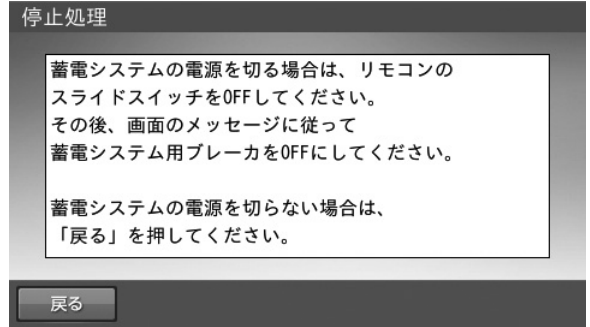 停止処理
蓄電システムの電源を切る場合は、リモコンの
スライドスイッチをOFFしてください。
その後、画面のメッセージに従って
蓄電システム用ブレーカをOFFにしてください。
蓄電システムの電源を切らない場合は、
「戻る」を押してください。
戻る